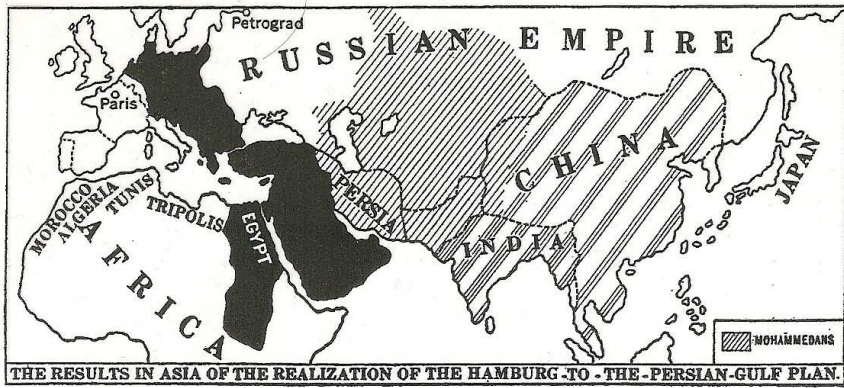 Petrograd
RUSSIAN EMPIRE
Paris
CHINA
JAPAN
PERSIA
MOROCCO
ALGERIA
TUNIS
TRIPOLIS
EGYPT
INDIA
AFRICA
MOHAMMEDANS
THE RESULTS IN ASIA OF THE REALIZATION OF THE HAMBURG-TO-THE-PERSIAN-GULF PLAN.